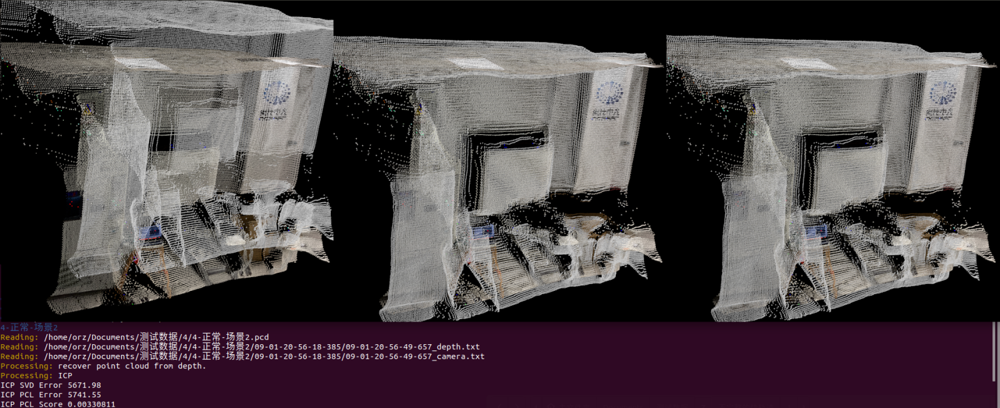 4-正常-场景2
Reading: /home/orz/Documents/测试数据/4/4-正常-场景2.pcd
Reading: /home/orz/Documents/测试数据/4/4-正常-场景2/09-01-20-56-18-385/09-01-20-56-49-657_depth.txt
Reading: /home/orz/Documents/测试数据/4/4-正常-场景2/09-01-20-56-18-385/09-01-20-56-49-657_camera.txt
Processing: recover point cloud from depth.
Processing: ICP
ICP SVD Error 5671.98
ICP PCL Error 5741.55
ICP PCL Score 0.00330811